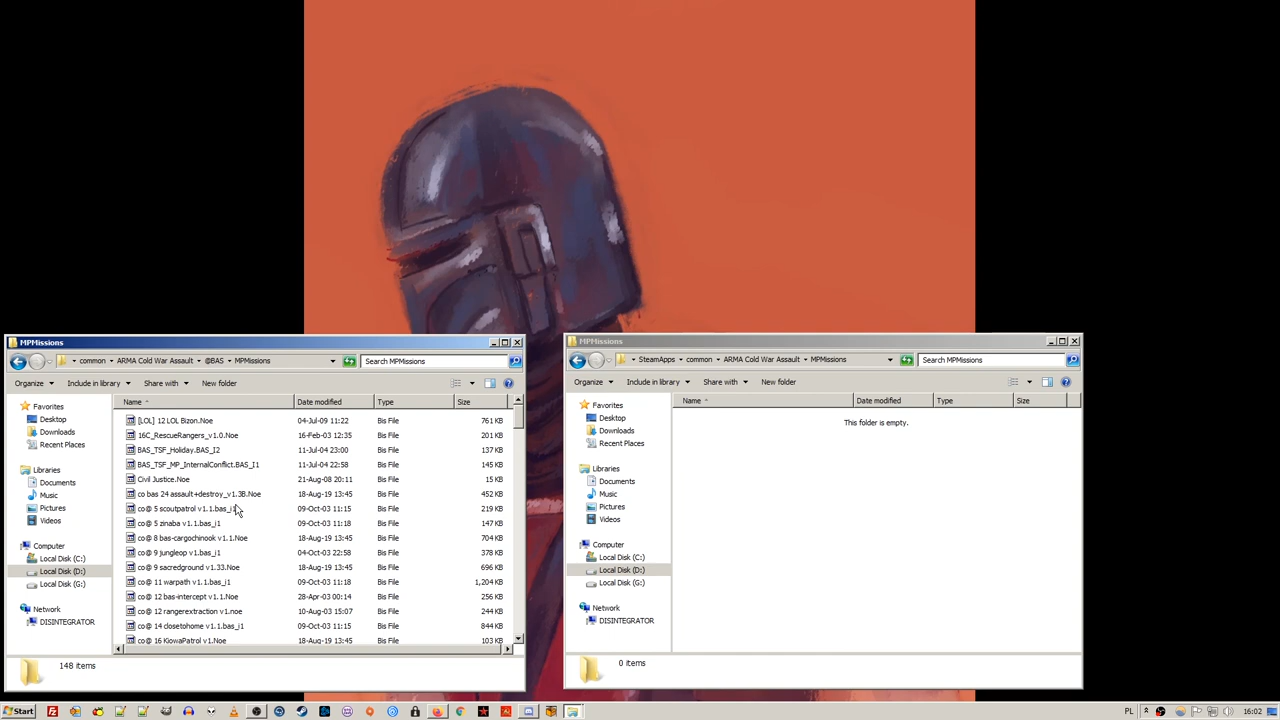 MPMissions
common ▸ ARMA Cold War Assault ▸ @BAS ▸ MPMissions
Search MPMissions
Organize
Include in library
Share with
New folder
Favorites
Desktop
Downloads
Recent Places
Libraries
Documents
Music
Pictures
Videos
Computer
Local Disk (C:)
Local Disk (D:)
Local Disk (G:)
Network
DISINTEGRATOR
Name Date modified Type Size
[LOL] 12 LOL Bizon.Noe 04-Jul-09 11:22 Bis File 761 KB
16C_RescueRangers_v1.0.Noe 16-Feb-03 12:35 Bis File 201 KB
BAS_TSF_Holiday.BAS_I2 11-Jul-04 23:00 Bis File 137 KB
BAS_TSF_MP_InternalConflict.BAS_I1 11-Jul-04 22:58 Bis File 145 KB
Civil Justice.Noe 21-Aug-08 20:11 Bis File 15 KB
co bas 24 assault+destroy_v1.3B.Noe 18-Aug-19 13:45 Bis File 452 KB
co@ 5 scoutpatrol v1.1.bas_i1 09-Oct-03 11:15 Bis File 219 KB
co@ 5 zinaba v1.1.bas_i1 09-Oct-03 11:18 Bis File 147 KB
co@ 8 bas-cargochinook v1.1.Noe 18-Aug-19 13:45 Bis File 704 KB
co@ 9 jungleop v1.bas_i1 04-Oct-03 22:58 Bis File 378 KB
co@ 9 sacredground v1.33.Noe 18-Aug-19 13:45 Bis File 696 KB
co@ 11 warpath v1.1.bas_i1 09-Oct-03 11:18 Bis File 1,204 KB
co@ 12 bas-intercept v1.1.Noe 28-Apr-03 00:14 Bis File 256 KB
co@ 12 rangerextraction v1.noe 10-Aug-03 15:07 Bis File 244 KB
co@ 14 closetohome v1.1.bas_i1 09-Oct-03 11:15 Bis File 844 KB
co@ 16 KiowaPatrol v1.Noe 18-Aug-19 13:45 Bis File 103 KB
148 items
MPMissions
SteamApps ▸ common ▸ ARMA Cold War Assault ▸ MPMissions
Search MPMissions
Organize
Include in library
Share with
New folder
Favorites
Desktop
Downloads
Recent Places
Libraries
Documents
Music
Pictures
Videos
Computer
Local Disk (C:)
Local Disk (D:)
Local Disk (G:)
Network
DISINTEGRATOR
Name Date modified Type Size
This folder is empty.
0 items
Start
PL
16:02